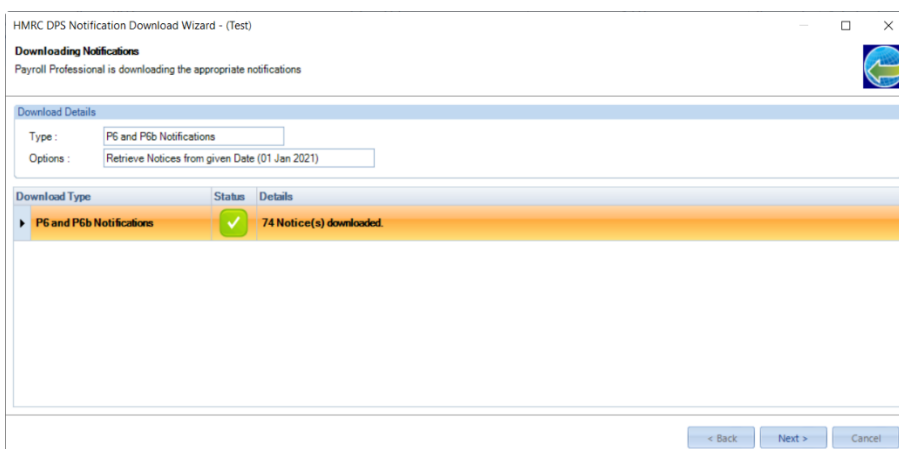 HMRC DPS Notification Download Wizard - (Test)
Downloading Notifications
Payroll Professional is downloading the appropriate notifications
Download Details
Type : P6 and P6b Notifications
Options : Retrieve Notices from given Date (01 Jan 2021)
Download Type Status Details
P6 and P6b Notifications 74 Notice(s) downloaded.
< Back Next > Cancel